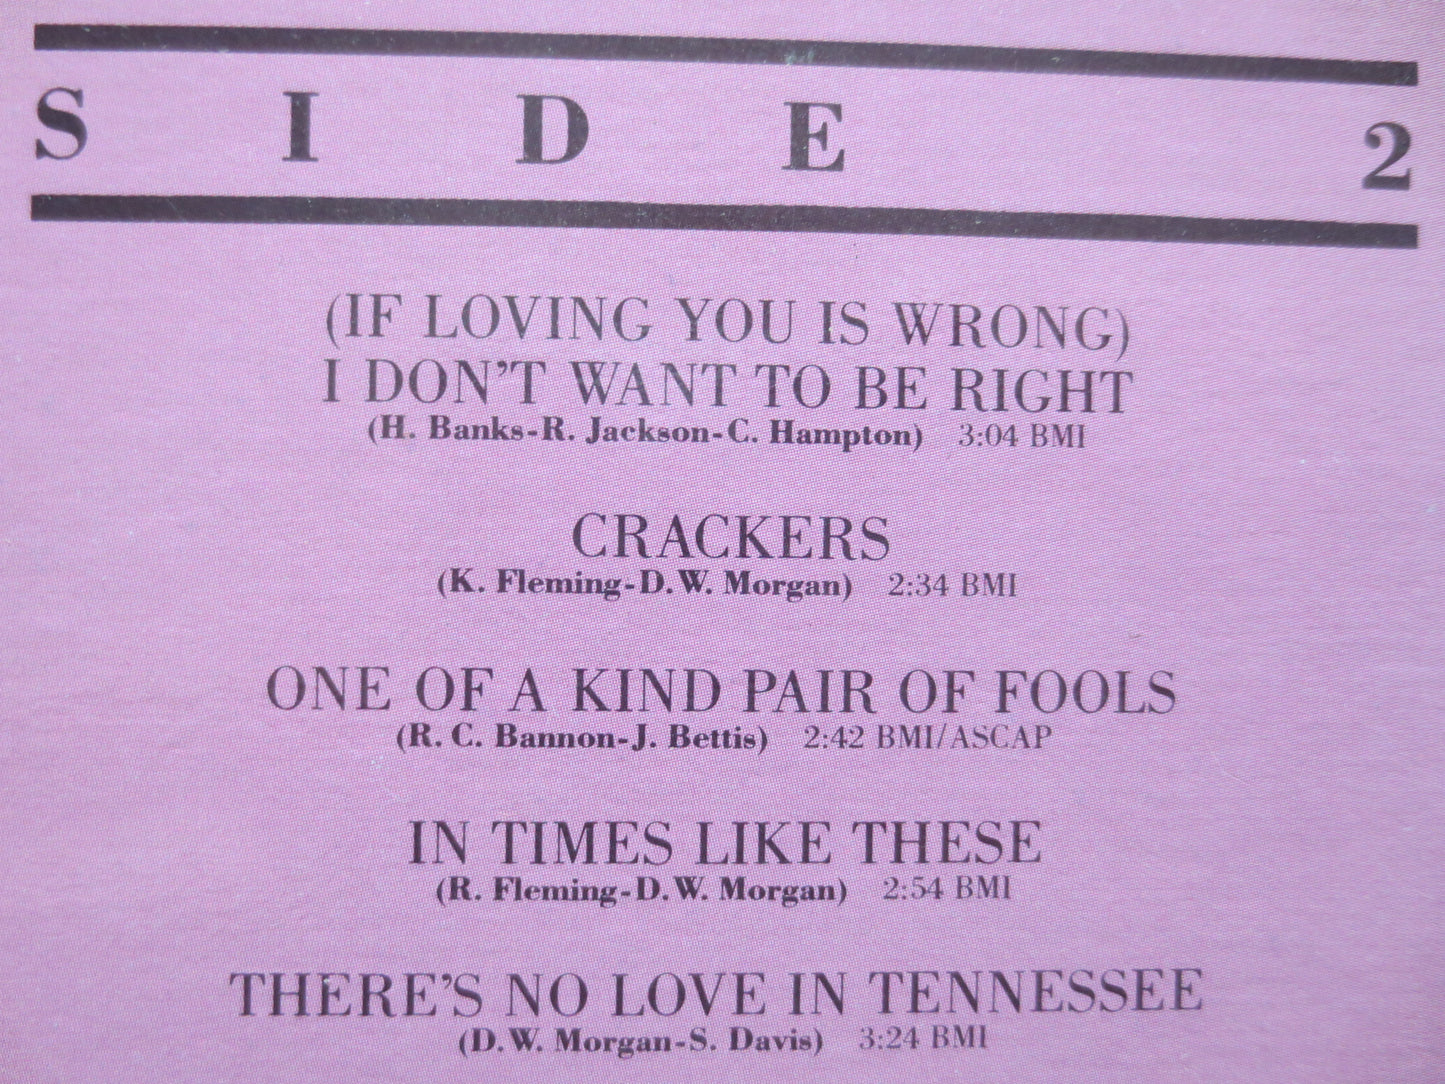 SIDE 2
(IF LOVING YOU IS WRONG)
I DON'T WANT TO BE RIGHT
(H. Banks-R. Jackson-C. Hampton) 3:04 BMI
CRACKERS
(K. Fleming-D.W. Morgan) 2:34 BMI
ONE OF A KIND PAIR OF FOOLS
(R. C. Bannon-J. Bettis) 2:42 BMI/ASCAP
IN TIMES LIKE THESE
(R. Fleming-D.W. Morgan) 2:54 BMI
THERE'S NO LOVE IN TENNESSEE
(D.W. Morgan-S. Davis) 3:24 BMI